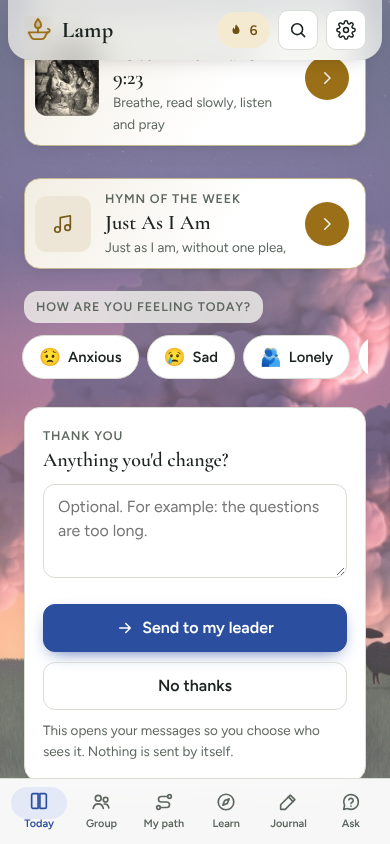 Lamp
6
9:23
Breathe, read slowly, listen
and pray
HYMN OF THE WEEK
Just As I Am
Just as i am, without one plea,
HOW ARE YOU FEELING TODAY?
Anxious
Sad
Lonely
THANK YOU
Anything you'd change?
Optional. For example: the questions
are too long.
Send to my leader
No thanks
This opens your messages so you choose who
sees it. Nothing is sent by itself.
Today
Group
My path
Learn
Journal
Ask